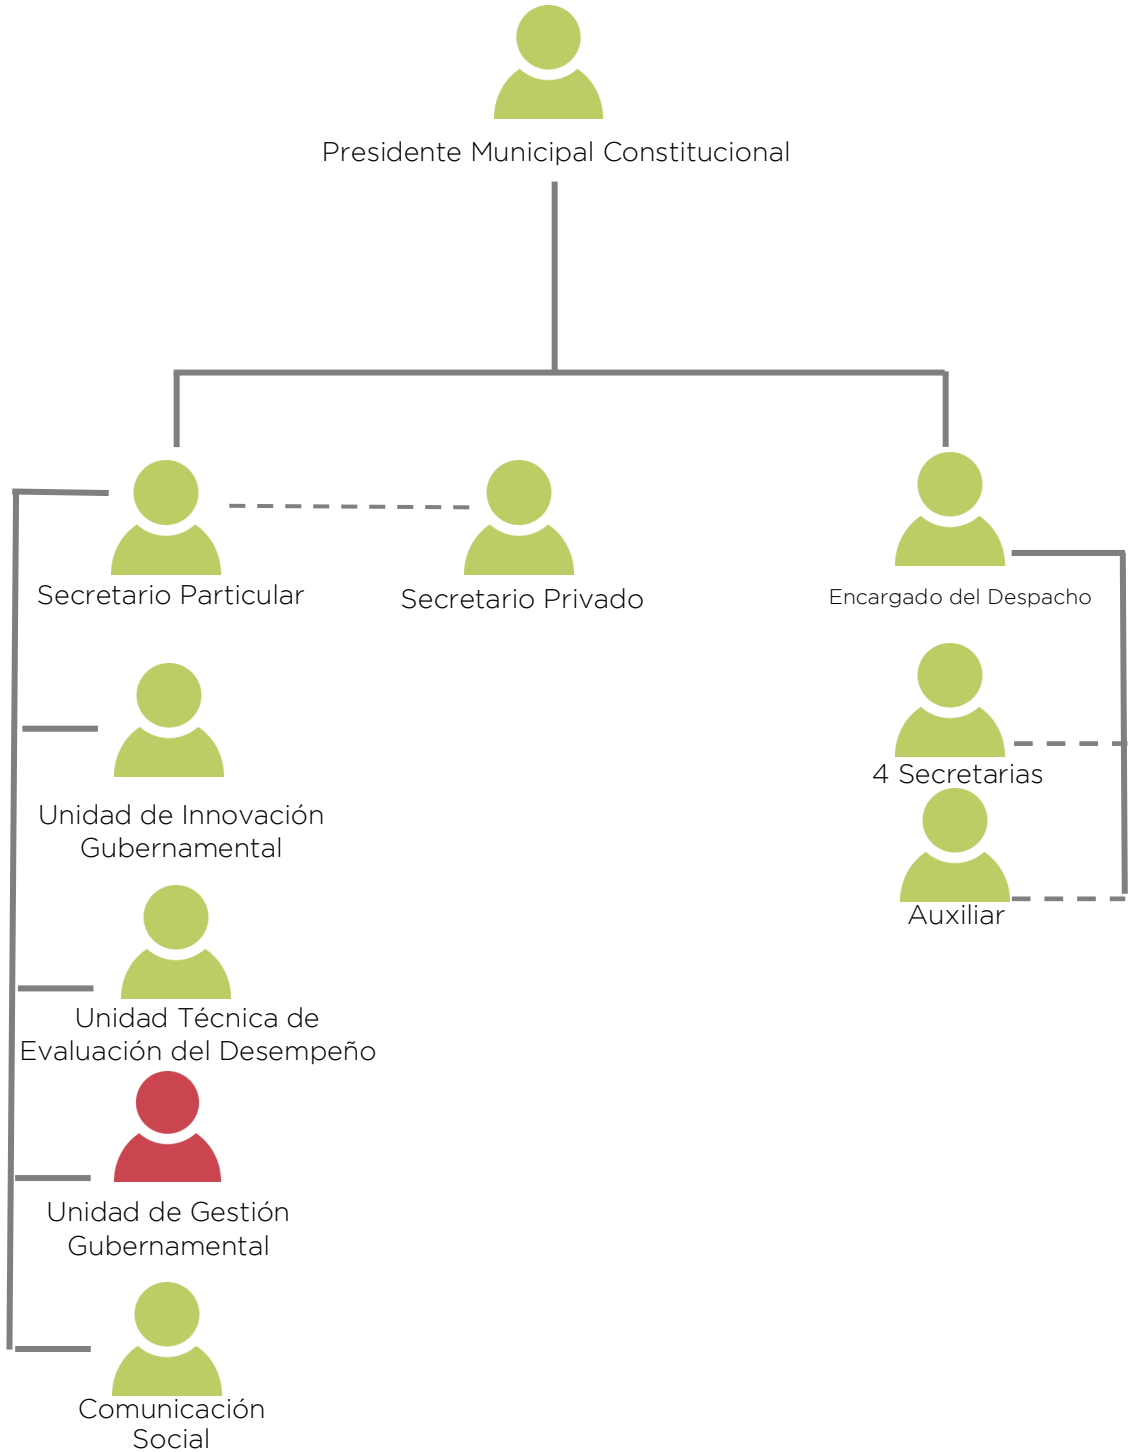 Presidente Municipal Constitucional
Secretario Particular
Secretario Privado
Encargado del Despacho
4 Secretarias
Auxiliar
Unidad de Innovación
Gubernamental
Unidad Técnica de
Evaluación del Desempeño
Unidad de Gestión
Gubernamental
Comunicación
Social